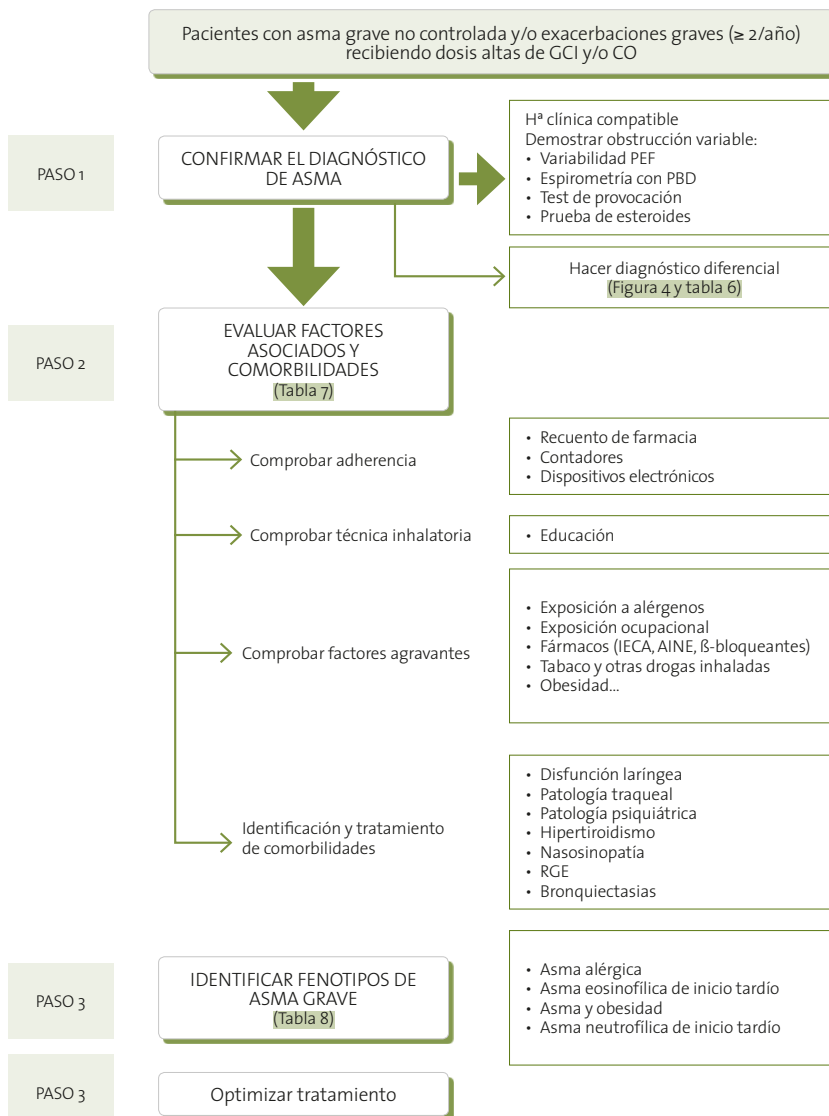 Pacientes con asma grave no controlada y/o exacerbaciones graves (≥ 2/año)
recibiendo dosis altas de GCI y/o CO
PASO 1
CONFIRMAR EL DIAGNÓSTICO
DE ASMA
Hª clínica compatible
Demostrar obstrucción variable:
• Variabilidad PEF
• Espirometría con PBD
• Test de provocación
• Prueba de esteroides
Hacer diagnóstico diferencial
(Figura 4 y tabla 6)
PASO 2
EVALUAR FACTORES
ASOCIADOS Y
COMORBILIDADES
(Tabla 7)
Comprobar adherencia
• Recuento de farmacia
• Contadores
• Dispositivos electrónicos
Comprobar técnica inhalatoria
• Educación
Comprobar factores agravantes
• Exposición a alérgenos
• Exposición ocupacional
• Fármacos (IECA, AINE, ß-bloqueantes)
• Tabaco y otras drogas inhaladas
• Obesidad...
Identificación y tratamiento
de comorbilidades
• Disfunción laríngea
• Patología traqueal
• Patología psiquiátrica
• Hipertiroidismo
• Nasosinopatía
• RGE
• Bronquiectasias
PASO 3
IDENTIFICAR FENOTIPOS DE
ASMA GRAVE
(Tabla 8)
• Asma alérgica
• Asma eosinofílica de inicio tardío
• Asma y obesidad
• Asma neutrofílica de inicio tardío
PASO 3
Optimizar tratamiento